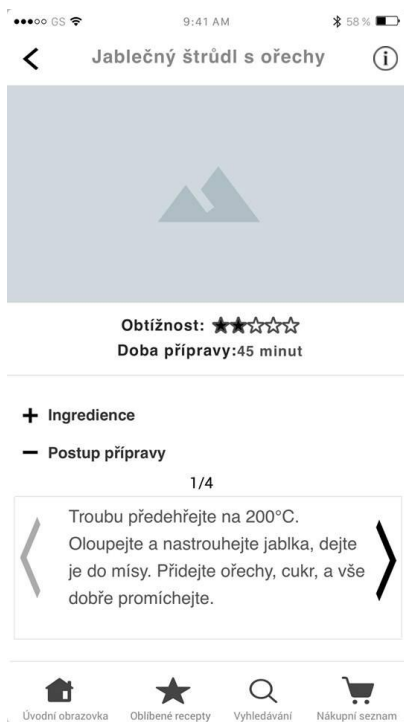 GS 9:41 AM 58 %
Jablečný štrůdl s ořechy
Obtížnost:
Doba přípravy:45 minut
+ Ingredience
− Postup přípravy
1/4
Troubu předehřejte na 200°C.
Oloupejte a nastrouhejte jablka, dejte
je do mísy. Přidejte ořechy, cukr, a vše
dobře promíchejte.
Úvodní obrazovka Oblíbené recepty Vyhledávání Nákupní seznam